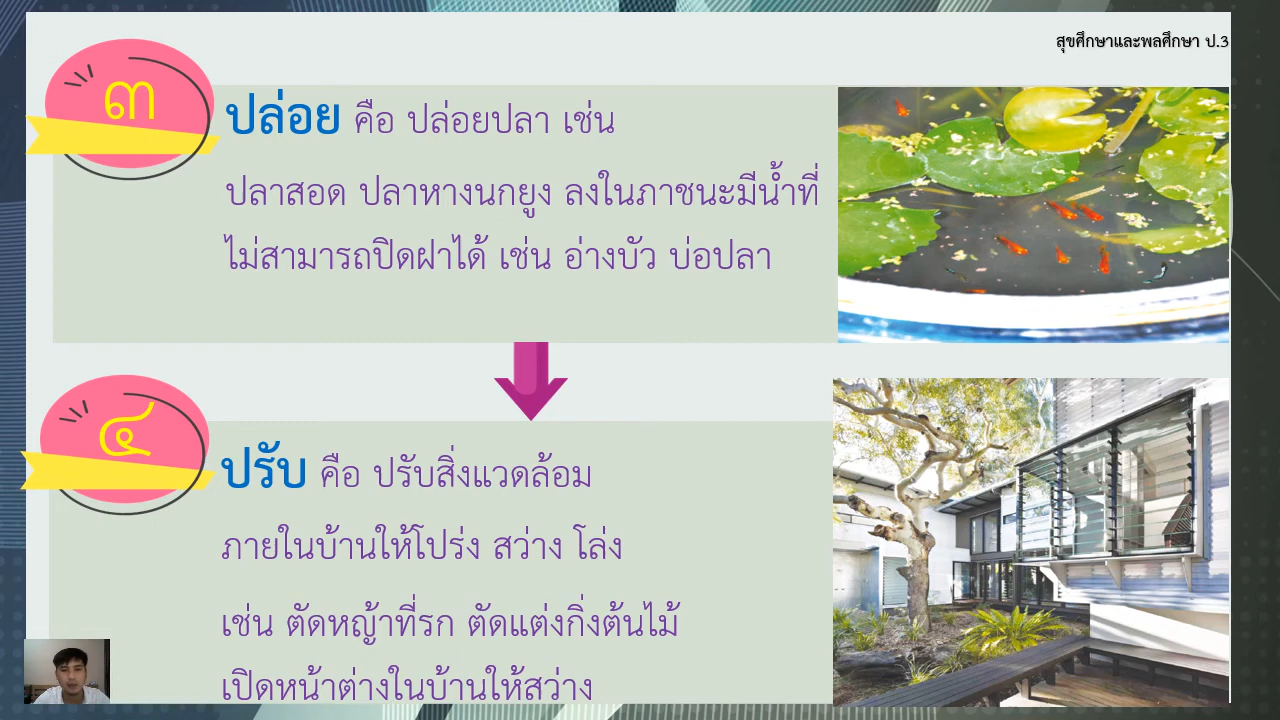 สุขศึกษาและพลศึกษา ป.3
๓
ปล่อย คือ ปล่อยปลา เช่น
ปลาสอด ปลาหางนกยูง ลงในภาชนะมีน้ำที่
ไม่สามารถปิดฝาได้ เช่น อ่างบัว บ่อปลา
๔
ปรับ คือ ปรับสิ่งแวดล้อม
ภายในบ้านให้โปร่ง สว่าง โล่ง
เช่น ตัดหญ้าที่รก ตัดแต่งกิ่งต้นไม้
เปิดหน้าต่างในบ้านให้สว่าง